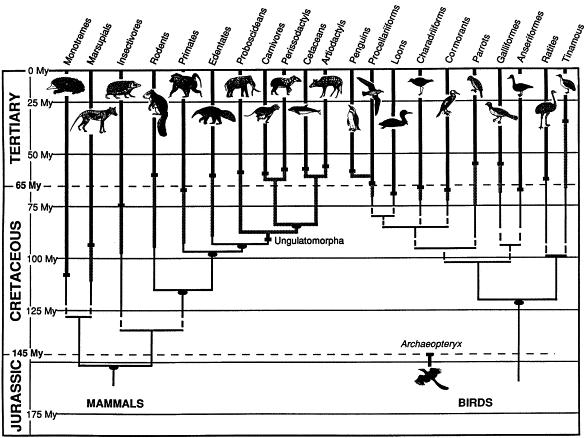 Monotremes
Marsupials
Insectivores
Rodents
Primates
Edentates
Proboscideans
Carnivores
Perissodactyls
Cetaceans
Artiodactyls
Penguins
Procellariiforms
Loons
Charadriiforms
Cormorants
Parrots
Galliforms
Anseriformes
Ratites
Tinamous
TERTIARY
CRETACEOUS
JURASSIC
0 My
25 My
50 My
65 My
75 My
100 My
125 My
145 My
175 My
Ungulatomorpha
Archaeopteryx
MAMMALS
BIRDS